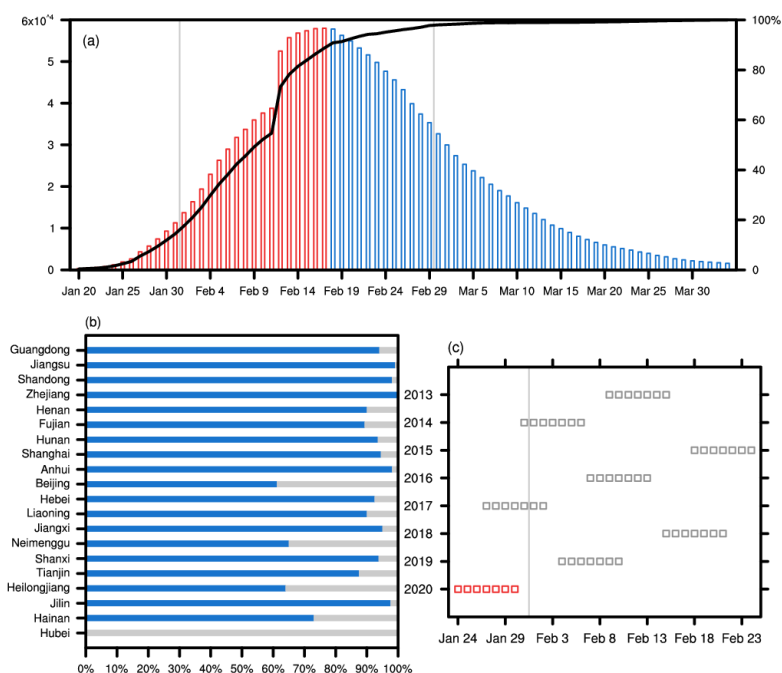 6x10⁺⁴ 100%
(a)
5 80
4 60
3
2 40
1 20
0 0
Jan 20 Jan 25 Jan 30 Feb 4 Feb 9 Feb 14 Feb 19 Feb 24 Feb 29 Mar 5 Mar 10 Mar 15 Mar 20 Mar 25 Mar 30
(b)
Guangdong
Jiangsu
Shandong
Zhejiang
Henan
Fujian
Hunan
Shanghai
Anhui
Beijing
Hebei
Liaoning
Jiangxi
Neimenggu
Shanxi
Tianjin
Heilongjiang
Jilin
Hainan
Hubei
0% 10% 20% 30% 40% 50% 60% 70% 80% 90% 100%
(c)
2013
2014
2015
2016
2017
2018
2019
2020
Jan 24 Jan 29 Feb 3 Feb 8 Feb 13 Feb 18 Feb 23